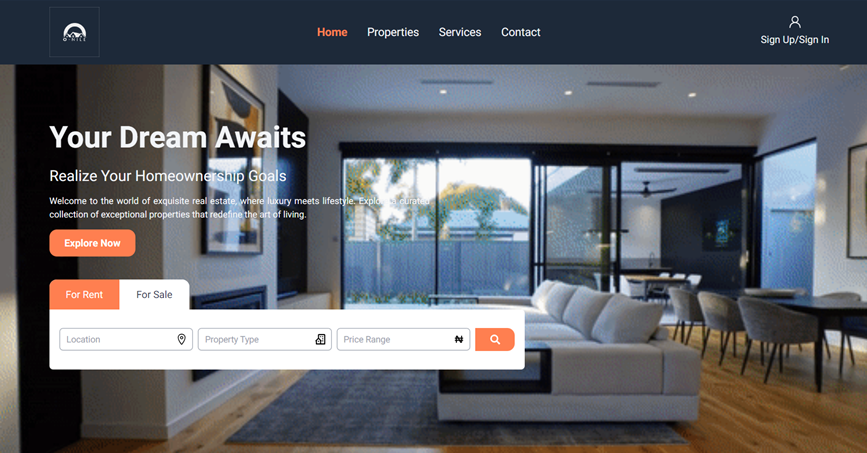 O-HILS
Home
Properties
Services
Contact
Sign Up/Sign In
Your Dream Awaits
Realize Your Homeownership Goals
Welcome to the world of exquisite real estate, where luxury meets lifestyle. Explore a curated
collection of exceptional properties that redefine the art of living.
Explore Now
For Rent
For Sale
Location
Property Type
Price Range
₦